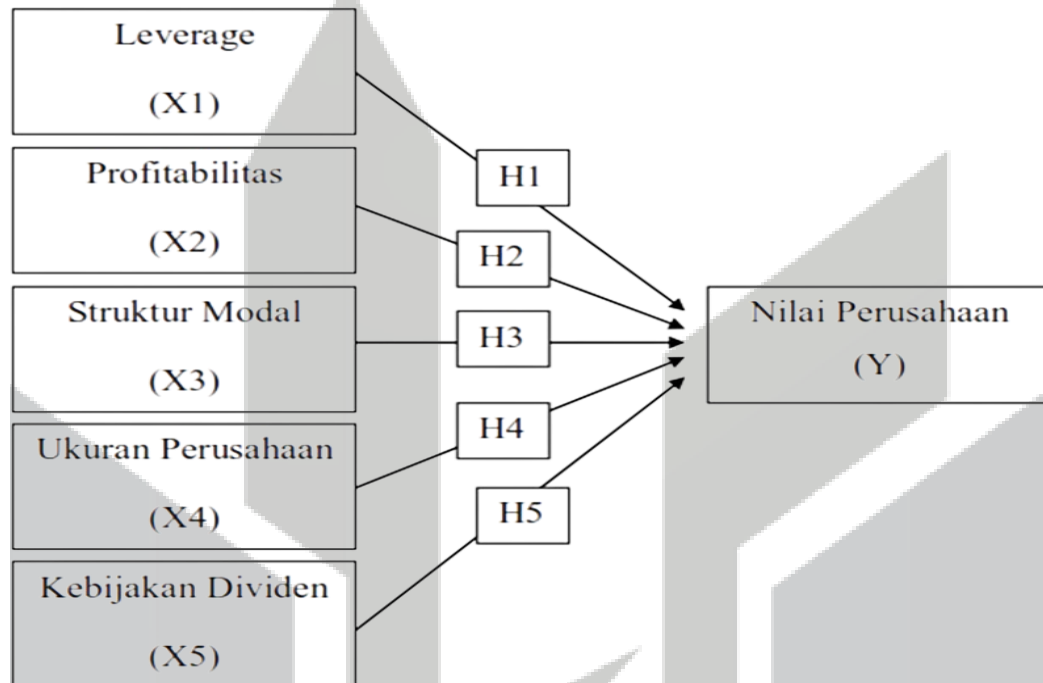 Leverage
(X1)
Profitabilitas
(X2)
Struktur Modal
(X3)
Ukuran Perusahaan
(X4)
Kebijakan Dividen
(X5)
H1
H2
H3
H4
H5
Nilai Perusahaan
(Y)